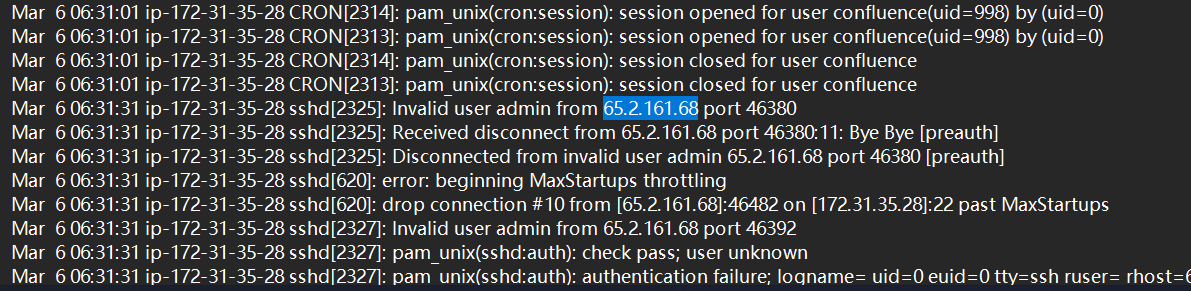 Mar  6 06:31:01 ip-172-31-35-28 CRON[2314]: pam_unix(cron:session): session opened for user confluence(uid=998) by (uid=0)
Mar  6 06:31:01 ip-172-31-35-28 CRON[2313]: pam_unix(cron:session): session opened for user confluence(uid=998) by (uid=0)
Mar  6 06:31:01 ip-172-31-35-28 CRON[2314]: pam_unix(cron:session): session closed for user confluence
Mar  6 06:31:01 ip-172-31-35-28 CRON[2313]: pam_unix(cron:session): session closed for user confluence
Mar  6 06:31:31 ip-172-31-35-28 sshd[2325]: Invalid user admin from 65.2.161.68 port 46380
Mar  6 06:31:31 ip-172-31-35-28 sshd[2325]: Received disconnect from 65.2.161.68 port 46380:11: Bye Bye [preauth]
Mar  6 06:31:31 ip-172-31-35-28 sshd[2325]: Disconnected from invalid user admin 65.2.161.68 port 46380 [preauth]
Mar  6 06:31:31 ip-172-31-35-28 sshd[620]: error: beginning MaxStartups throttling
Mar  6 06:31:31 ip-172-31-35-28 sshd[620]: drop connection #10 from [65.2.161.68]:46482 on [172.31.35.28]:22 past MaxStartups
Mar  6 06:31:31 ip-172-31-35-28 sshd[2327]: Invalid user admin from 65.2.161.68 port 46392
Mar  6 06:31:31 ip-172-31-35-28 sshd[2327]: pam_unix(sshd:auth): check pass; user unknown
Mar  6 06:31:31 ip-172-31-35-28 sshd[2327]: pam_unix(sshd:auth): authentication failure; logname= uid=0 euid=0 tty=ssh ruser= rhost=6